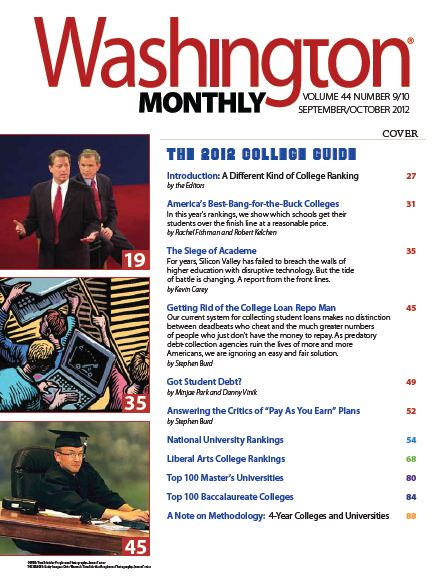 Washington®
MONTHLY
VOLUME 44 NUMBER 9/10
SEPTEMBER/OCTOBER 2012
COVER
THE 2012 COLLEGE GUIDE
Introduction: A Different Kind of College Ranking 27
by the Editors
America's Best-Bang-for-the-Buck Colleges 31
In this year's rankings, we show which schools get their
students over the finish line at a reasonable price.
by Rachel Fishman and Robert Kelchen
The Siege of Academe 35
For years, Silicon Valley has failed to breach the walls of
higher education with disruptive technology. But the tide
of battle is changing. A report from the front lines.
by Kevin Carey
Getting Rid of the College Loan Repo Man 45
Our current system for collecting student loans makes no distinction
between deadbeats who cheat and the much greater numbers
of people who just don't have the money to repay. As predatory
debt-collection agencies ruin the lives of more and more
Americans, we are ignoring an easy and fair solution.
by Stephen Burd
Got Student Debt? 49
by Minjae Park and Danny Vinik
Answering the Critics of "Pay As You Earn" Plans 52
by Stephen Burd
National University Rankings 54
Liberal Arts College Rankings 68
Top 100 Master's Universities 80
Top 100 Baccalaureate Colleges 84
A Note on Methodology: 4-Year Colleges and Universities 88
19
35
45